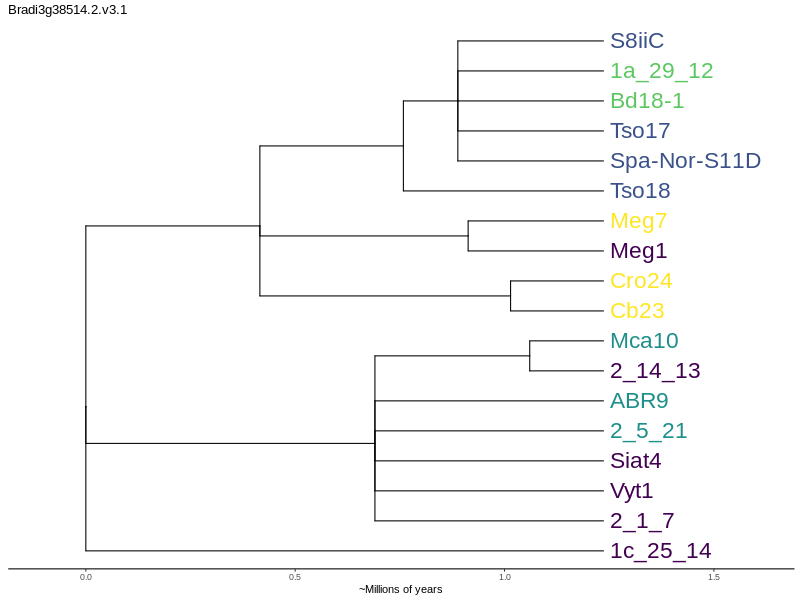 Bradi3g38514.2.v3.1
S8iiC
1a_29_12
Bd18-1
Tso17
Spa-Nor-S11D
Tso18
Meg7
Meg1
Cro24
Cb23
Mca10
2_14_13
ABR9
2_5_21
Siat4
Vyt1
2_1_7
1c_25_14
0.0 0.5 1.0 1.5
~Millions of years